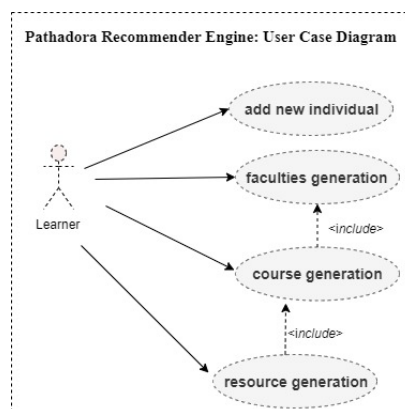 Pathadora Recommender Engine: User Case Diagram
add new individual
faculties generation
Learner
<include>
course generation
<include>
resource generation